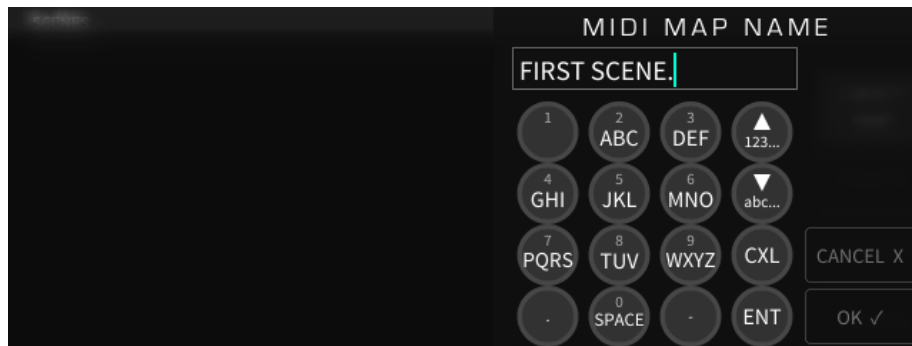 SCENES
MIDI MAP NAME
FIRST SCENE.
1
2
ABC
3
DEF
▲
123...
4
GHI
5
JKL
6
MNO
▼
abc...
7
PQRS
8
TUV
9
WXYZ
CXL
CANCEL X
.
0
SPACE
-
ENT
OK ✓